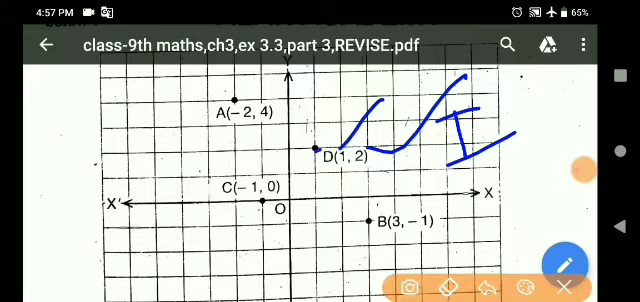 4:57 PM 65%
class-9th maths,ch3,ex 3.3,part 3,REVISE.pdf
Y
A(– 2, 4)
I
D(1, 2)
C(– 1, 0)
X' O X
B(3, – 1)